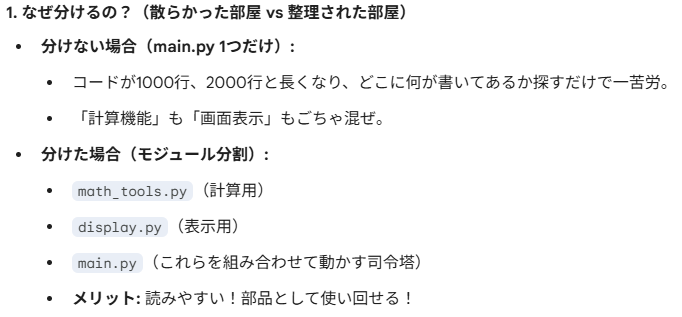 1. なぜ分けるの？（散らかった部屋 vs 整理された部屋）
• 分けない場合（main.py 1つだけ）:
• コードが1000行、2000行と長くなり、どこに何が書いてあるか探すだけで一苦労。
• 「計算機能」も「画面表示」もごちゃ混ぜ。
• 分けた場合（モジュール分割）:
• math_tools.py（計算用）
• display.py（表示用）
• main.py（これらを組み合わせて動かす司令塔）
• メリット: 読みやすい！部品として使い回せる！